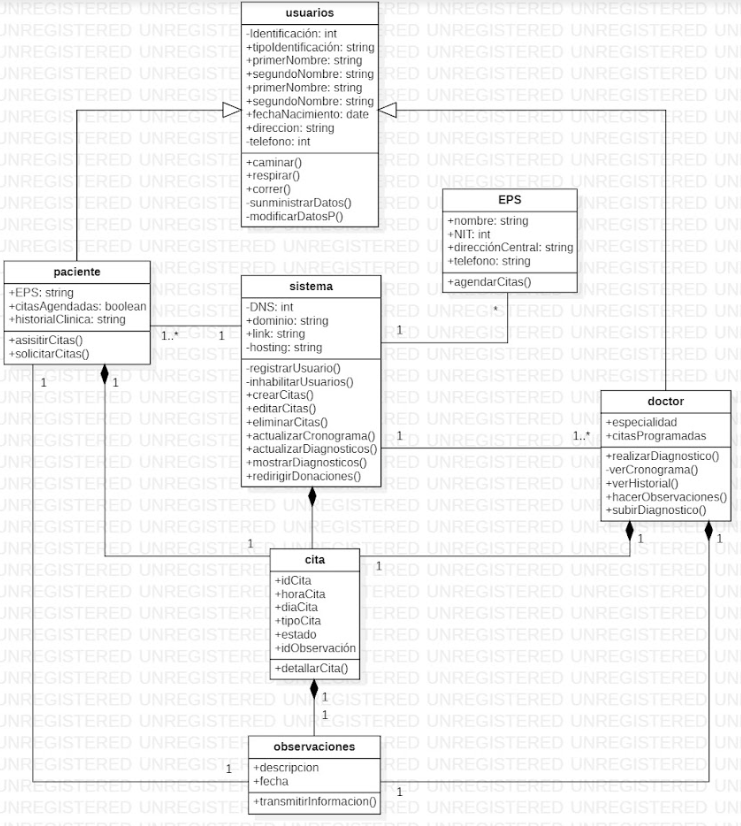 usuarios
-Identificación: int
+tipoIdentificación: string
+primerNombre: string
+segundoNombre: string
+primerNombre: string
+segundoNombre: string
+fechaNacimiento: date
+direccion: string
-telefono: int
+caminar()
+respirar()
+correr()
-sunministrarDatos()
-modificarDatosP()
EPS
+nombre: string
+NIT: int
+direcciónCentral: string
+telefono: string
+agendarCitas()
*
1
paciente
+EPS: string
+citasAgendadas: boolean
+historialClinica: string
+asisitirCitas()
+solicitarCitas()
1..*
1
1
1
sistema
-DNS: int
+dominio: string
+link: string
-hosting: string
-registrarUsuario()
-inhabilitarUsuarios()
+crearCitas()
+editarCitas()
+eliminarCitas()
+actualizarCronograma()
+actualizarDiagnosticos()
+mostrarDiagnosticos()
+redirigirDonaciones()
1
1..*
doctor
+especialidad
+citasProgramadas
+realizarDiagnostico()
-verCronograma()
+verHistorial()
+hacerObservaciones()
+subirDiagnostico()
1
1
1
1
cita
+idCita
+horaCita
+diaCita
+tipoCita
+estado
+idObservación
+detallarCita()
1
1
observaciones
+descripcion
+fecha
+transmitirInformacion()
1
1
UNREGISTERED UNREGISTERED UNREGISTERED UNREGISTERED UNREGISTERED